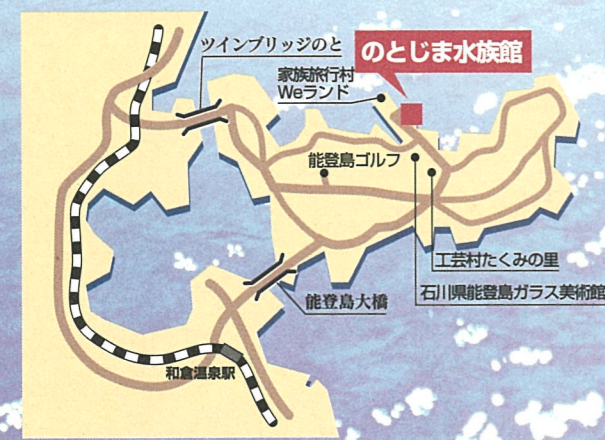 ツインブリッジのと
のとじま水族館
家族旅行村
Weランド
能登島ゴルフ
工芸村たくみの里
石川県能登島ガラス美術館
能登島大橋
和倉温泉駅